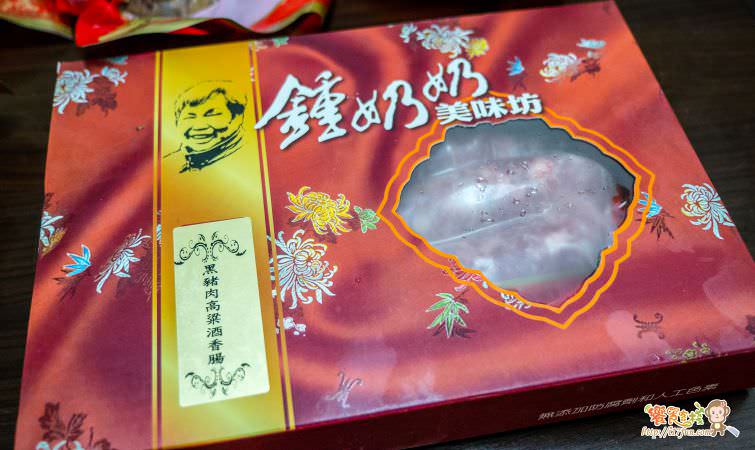 鍾奶奶
美味坊
黑豬肉高粱酒香腸
無添加防腐劑和人工色素